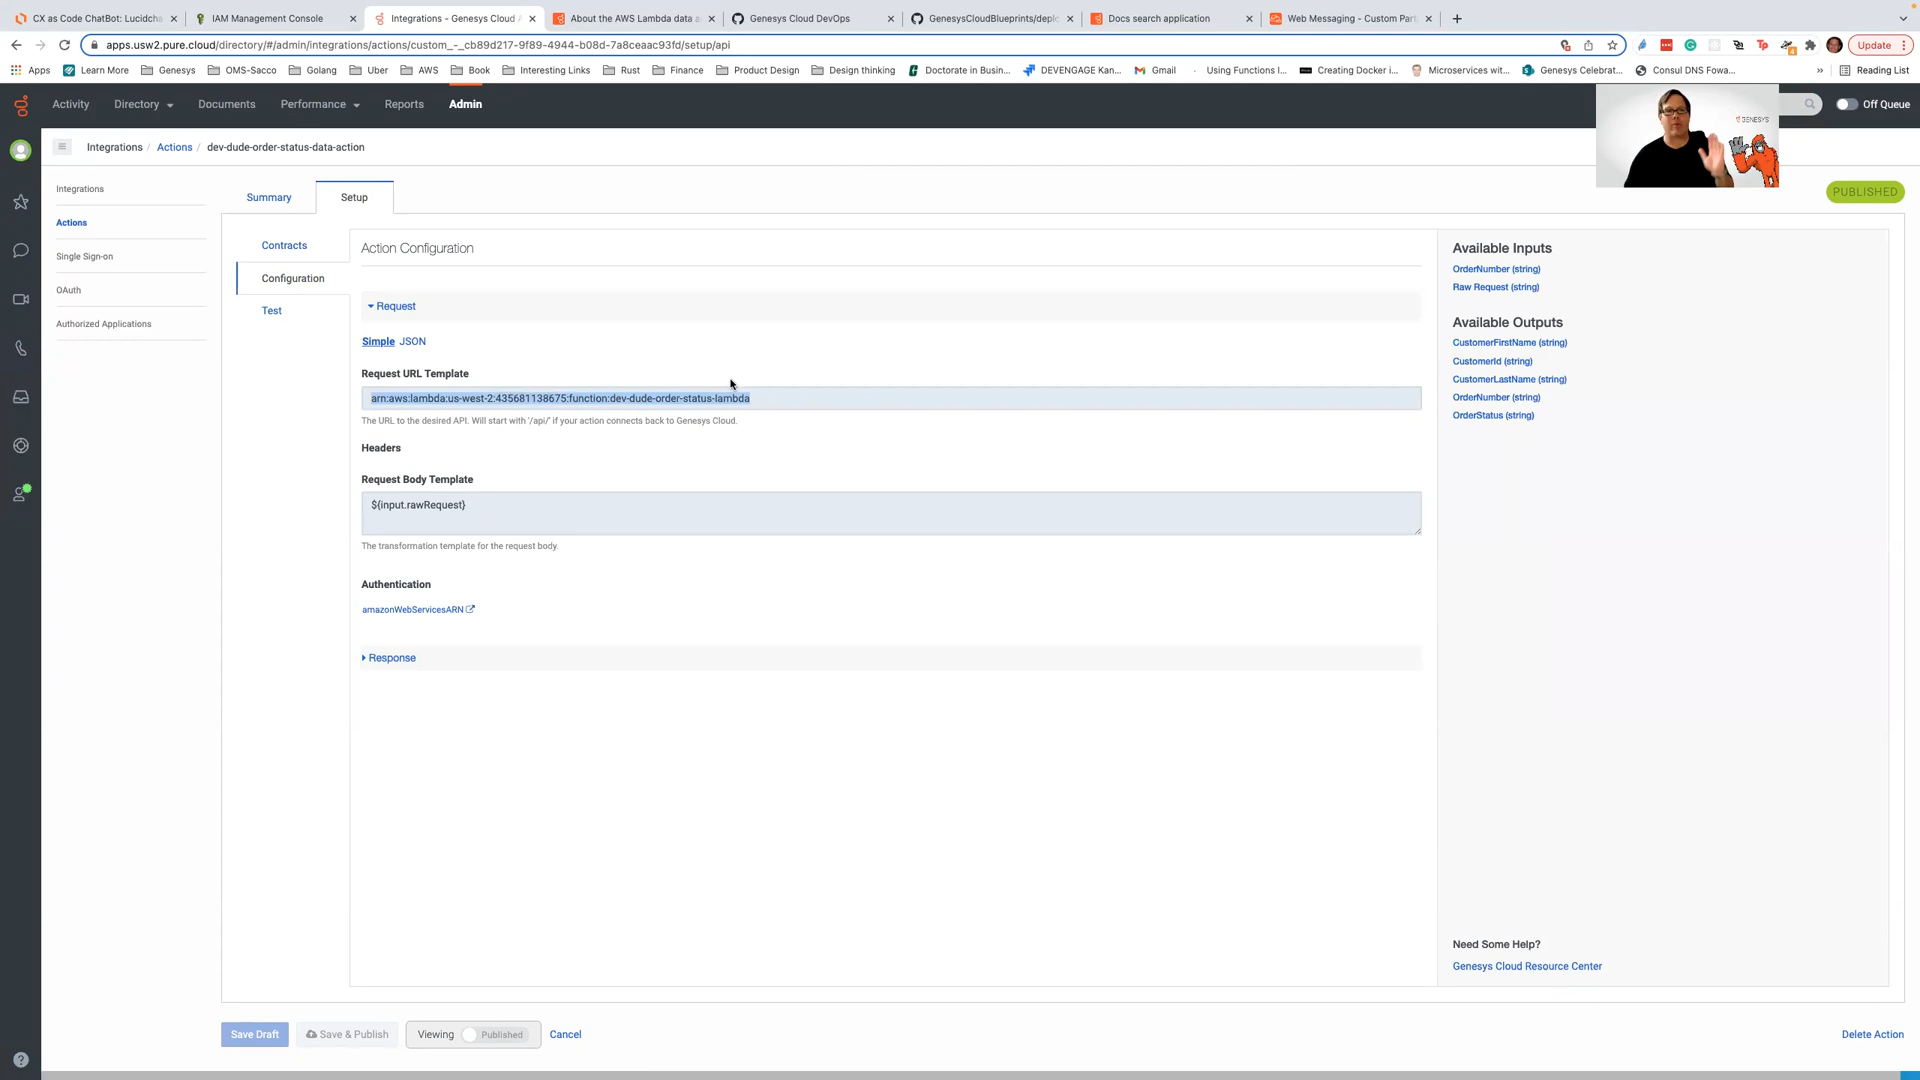 CX as Code ChatBot: Lucidcha
IAM Management Console
Integrations - Genesys Cloud
About the AWS Lambda data a
Genesys Cloud DevOps
GenesysCloudBlueprints/deplo
Docs search application
Web Messaging - Custom Part
apps.usw2.pure.cloud/directory/#/admin/integrations/actions/custom_-_cb89d217-9f89-4944-b08d-7a8ceaac93fd/setup/api
Update
Apps
Learn More
Genesys
OMS-Sacco
Golang
Uber
AWS
Book
Interesting Links
Rust
Finance
Product Design
Design thinking
Doctorate in Busin...
DEVENGAGE Kan...
Gmail
Using Functions I...
Creating Docker i...
Microservices wit...
Genesys Celebrat...
Consul DNS Fowa...
»
Reading List
Activity
Directory
Documents
Performance
Reports
Admin
Off Queue
GENESYS
Integrations / Actions / dev-dude-order-status-data-action
Integrations
Actions
Single Sign-on
OAuth
Authorized Applications
Summary
Setup
PUBLISHED
Contracts
Configuration
Test
Action Configuration
Request
Simple JSON
Request URL Template
arn:aws:lambda:us-west-2:435681138675:function:dev-dude-order-status-lambda
The URL to the desired API. Will start with '/api/' if your action connects back to Genesys Cloud.
Headers
Request Body Template
${input.rawRequest}
The transformation template for the request body.
Authentication
amazonWebServicesARN
Response
Available Inputs
OrderNumber (string)
Raw Request (string)
Available Outputs
CustomerFirstName (string)
CustomerId (string)
CustomerLastName (string)
OrderNumber (string)
OrderStatus (string)
Need Some Help?
Genesys Cloud Resource Center
Save Draft
Save & Publish
Viewing
Published
Cancel
Delete Action